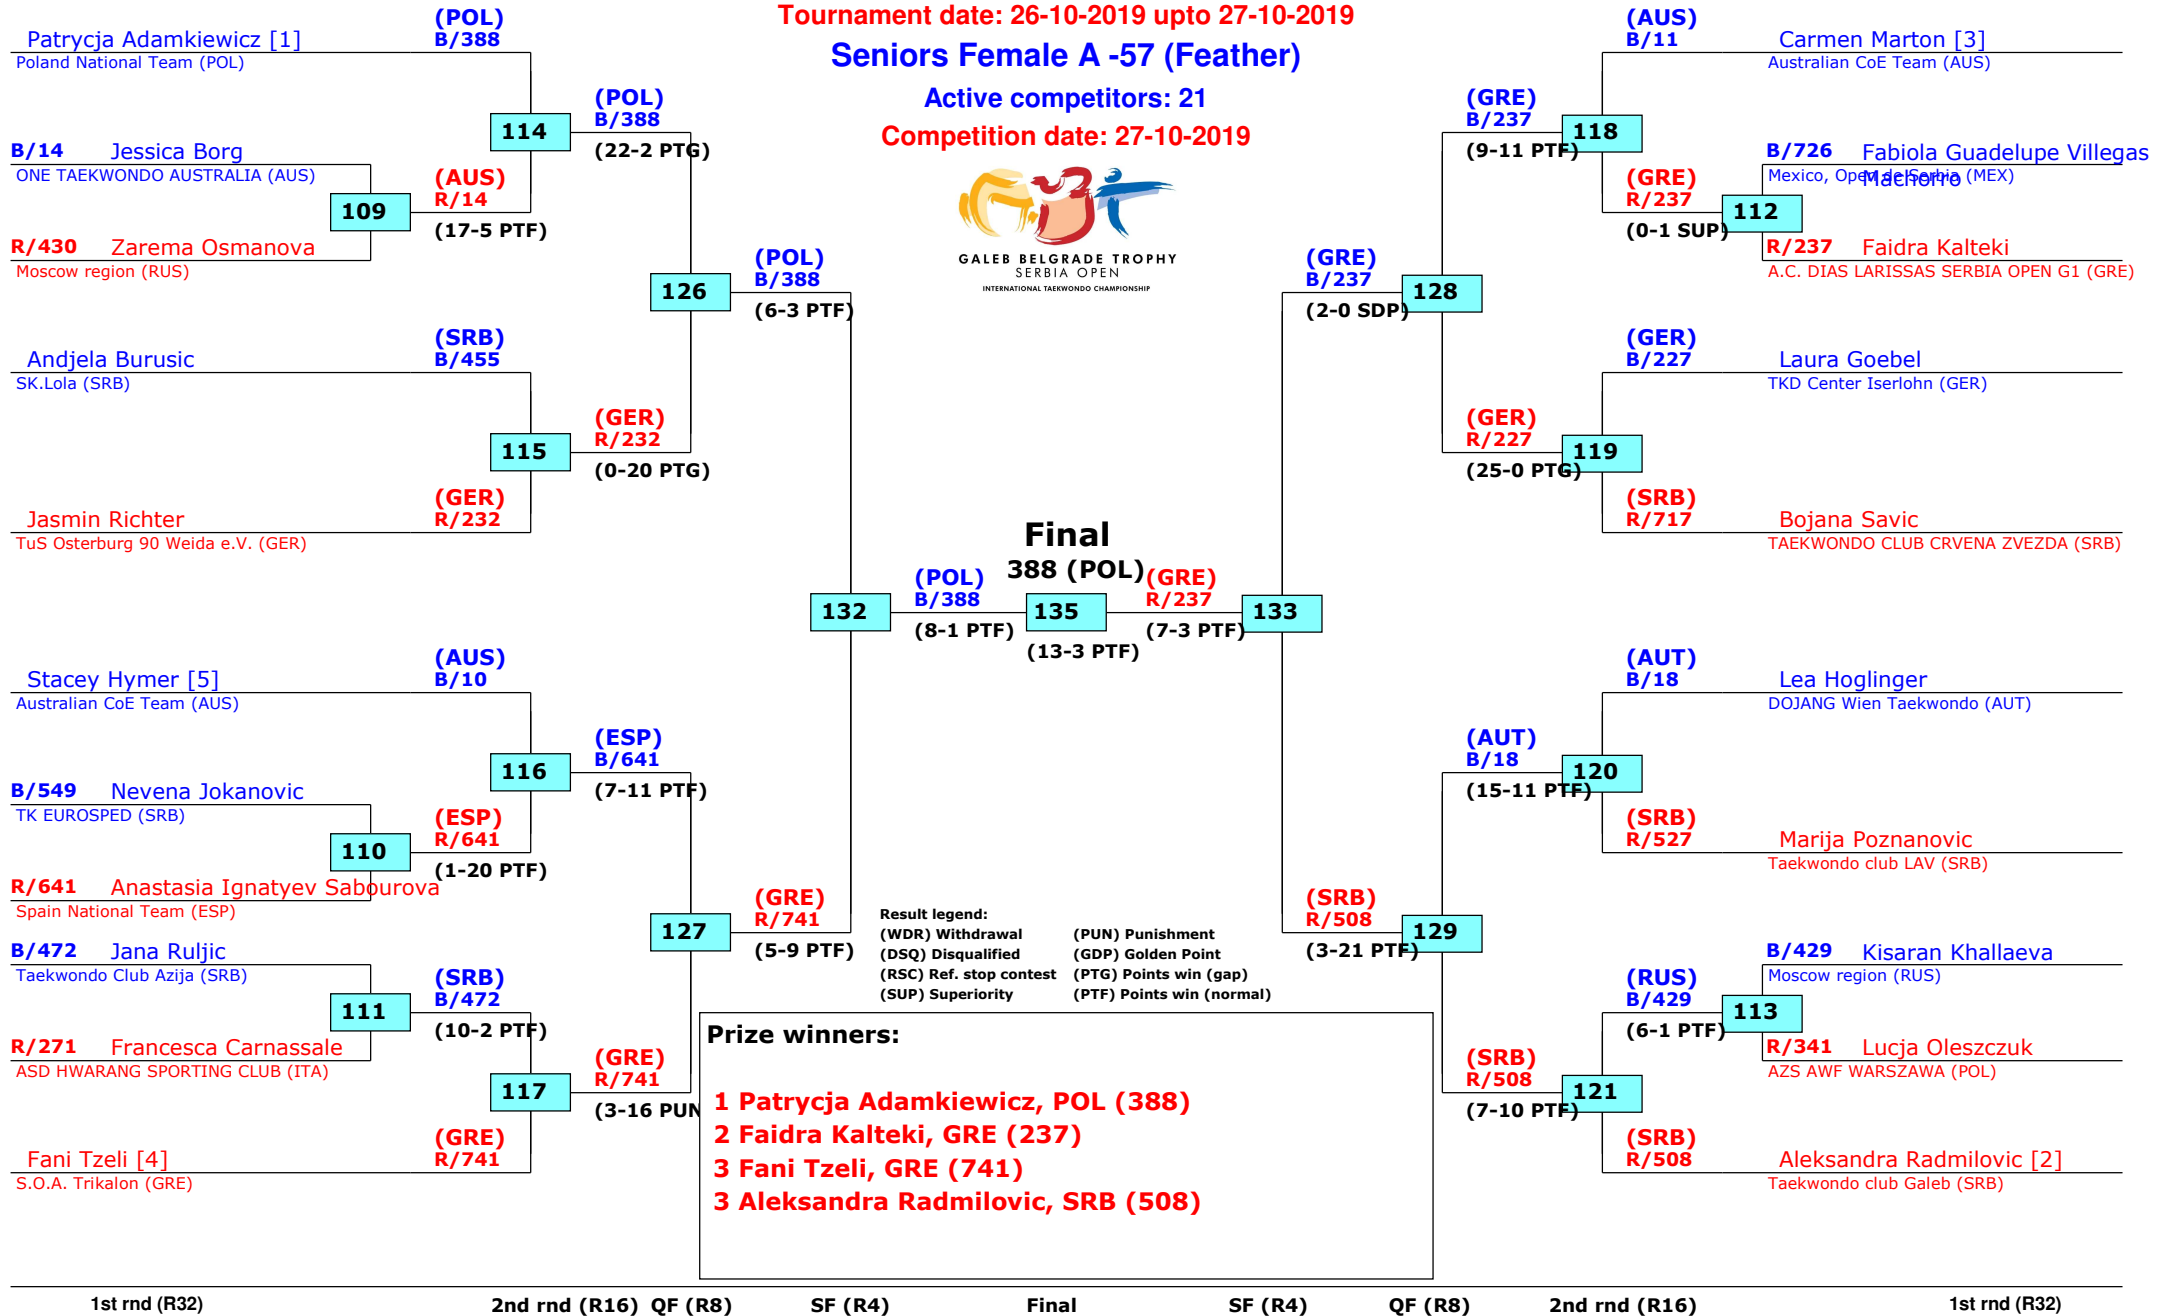 Tournament date: 26-10-2019 upto 27-10-2019
Seniors Female A -57 (Feather)
Active competitors: 21
Competition date: 27-10-2019
GALEB BELGRADE TROPHY
SERBIA OPEN
INTERNATIONAL TAEKWONDO CHAMPIONSHIP
Patrycja Adamkiewicz [1]
Poland National Team (POL)
(POL)
B/388
B/14 Jessica Borg
ONE TAEKWONDO AUSTRALIA (AUS)
109
R/430 Zarema Osmanova
Moscow region (RUS)
(AUS)
R/14
(17-5 PTF)
114
(POL)
B/388
(22-2 PTG)
Andjela Burusic
SK.Lola (SRB)
(SRB)
B/455
115
Jasmin Richter
TuS Osterburg 90 Weida e.V. (GER)
(GER)
R/232
(GER)
R/232
(0-20 PTG)
126
(POL)
B/388
(6-3 PTF)
Stacey Hymer [5]
Australian CoE Team (AUS)
(AUS)
B/10
B/549 Nevena Jokanovic
TK EUROSPED (SRB)
110
R/641 Anastasia Ignatyev Sabourova
Spain National Team (ESP)
(ESP)
R/641
(1-20 PTF)
116
(ESP)
B/641
(7-11 PTF)
B/472 Jana Ruljic
Taekwondo Club Azija (SRB)
111
R/271 Francesca Carnassale
ASD HWARANG SPORTING CLUB (ITA)
(SRB)
B/472
(10-2 PTF)
117
Fani Tzeli [4]
S.O.A. Trikalon (GRE)
(GRE)
R/741
(GRE)
R/741
(3-16 PUN
127
(GRE)
R/741
(5-9 PTF)
132
(POL)
B/388
(8-1 PTF)
Final
388 (POL)
135
(13-3 PTF)
(GRE)
R/237
(7-3 PTF)
133
(GRE)
B/237
(2-0 SDP)
128
(GRE)
B/237
(9-11 PTF)
118
(AUS)
B/11
Carmen Marton [3]
Australian CoE Team (AUS)
(GRE)
R/237
(0-1 SUP)
112
B/726 Fabiola Guadelupe Villegas
Machorro
Mexico, Open de Serbia (MEX)
R/237 Faidra Kalteki
A.C. DIAS LARISSAS SERBIA OPEN G1 (GRE)
(GER)
R/227
(25-0 PTG)
119
(GER)
B/227
Laura Goebel
TKD Center Iserlohn (GER)
(SRB)
R/717
Bojana Savic
TAEKWONDO CLUB CRVENA ZVEZDA (SRB)
(SRB)
R/508
(3-21 PTF)
129
(AUT)
B/18
(15-11 PTF)
120
(AUT)
B/18
Lea Hoglinger
DOJANG Wien Taekwondo (AUT)
(SRB)
R/527
Marija Poznanovic
Taekwondo club LAV (SRB)
(SRB)
R/508
(7-10 PTF)
121
(RUS)
B/429
(6-1 PTF)
113
B/429 Kisaran Khallaeva
Moscow region (RUS)
R/341 Lucja Oleszczuk
AZS AWF WARSZAWA (POL)
(SRB)
R/508
Aleksandra Radmilovic [2]
Taekwondo club Galeb (SRB)
Result legend:
(WDR) Withdrawal (PUN) Punishment
(DSQ) Disqualified (GDP) Golden Point
(RSC) Ref. stop contest (PTG) Points win (gap)
(SUP) Superiority (PTF) Points win (normal)
Prize winners:
1 Patrycja Adamkiewicz, POL (388)
2 Faidra Kalteki, GRE (237)
3 Fani Tzeli, GRE (741)
3 Aleksandra Radmilovic, SRB (508)
1st rnd (R32) 2nd rnd (R16) QF (R8) SF (R4) Final SF (R4) QF (R8) 2nd rnd (R16) 1st rnd (R32)